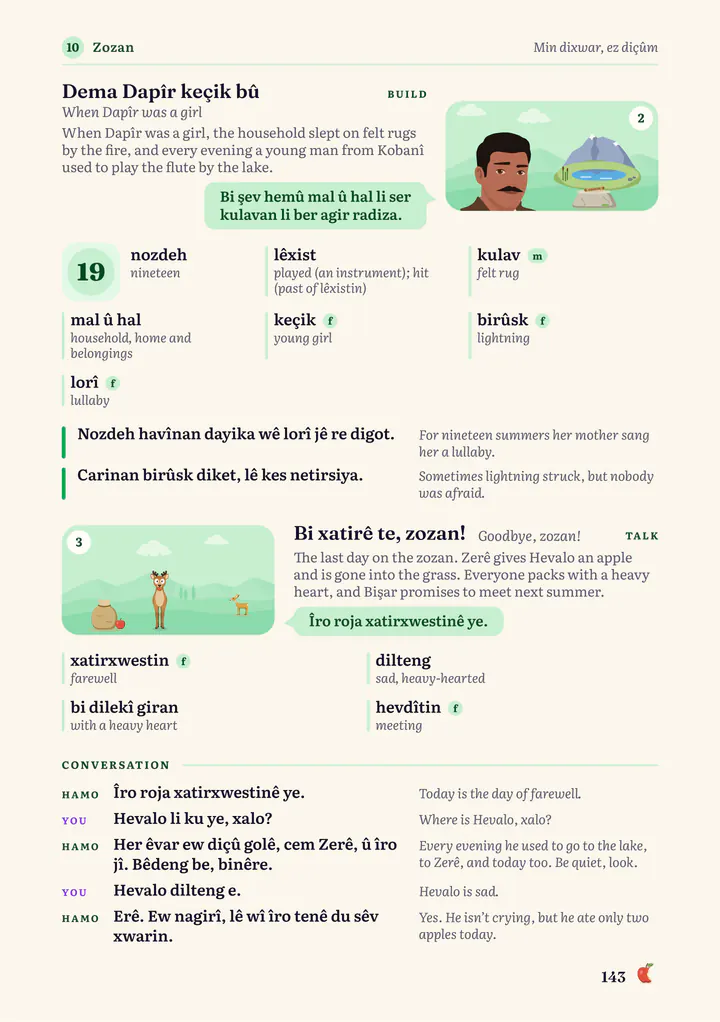 10 Zozan
Min dixwar, ez diçûm
Dema Dapîr keçik bû
BUILD
When Dapîr was a girl
When Dapîr was a girl, the household slept on felt rugs
by the fire, and every evening a young man from Kobanî
used to play the flute by the lake.
2
Bi şev hemû mal û hal li ser
kulavan li ber agir radiza.
19
nozdeh
nineteen
lêxist
played (an instrument); hit
(past of lêxistin)
kulav m
felt rug
mal û hal
household, home and
belongings
keçik f
young girl
birûsk f
lightning
lorî f
lullaby
Nozdeh havînan dayika wê lorî jê re digot.
For nineteen summers her mother sang
her a lullaby.
Carinan birûsk diket, lê kes netirsiya.
Sometimes lightning struck, but nobody
was afraid.
3
Bi xatirê te, zozan! Goodbye, zozan!
TALK
The last day on the zozan. Zerê gives Hevalo an apple
and is gone into the grass. Everyone packs with a heavy
heart, and Bişar promises to meet next summer.
Îro roja xatirxwestinê ye.
xatirxwestin f
farewell
dilteng
sad, heavy-hearted
bi dilekî giran
with a heavy heart
hevdîtin f
meeting
CONVERSATION
HAMO Îro roja xatirxwestinê ye.
Today is the day of farewell.
YOU Hevalo li ku ye, xalo?
Where is Hevalo, xalo?
HAMO Her êvar ew diçû golê, cem Zerê, û îro
jî. Bêdeng be, binêre.
Every evening he used to go to the lake,
to Zerê, and today too. Be quiet, look.
YOU Hevalo dilteng e.
Hevalo is sad.
HAMO Erê. Ew nagirî, lê wî îro tenê du sêv
xwarin.
Yes. He isn't crying, but he ate only two
apples today.
143